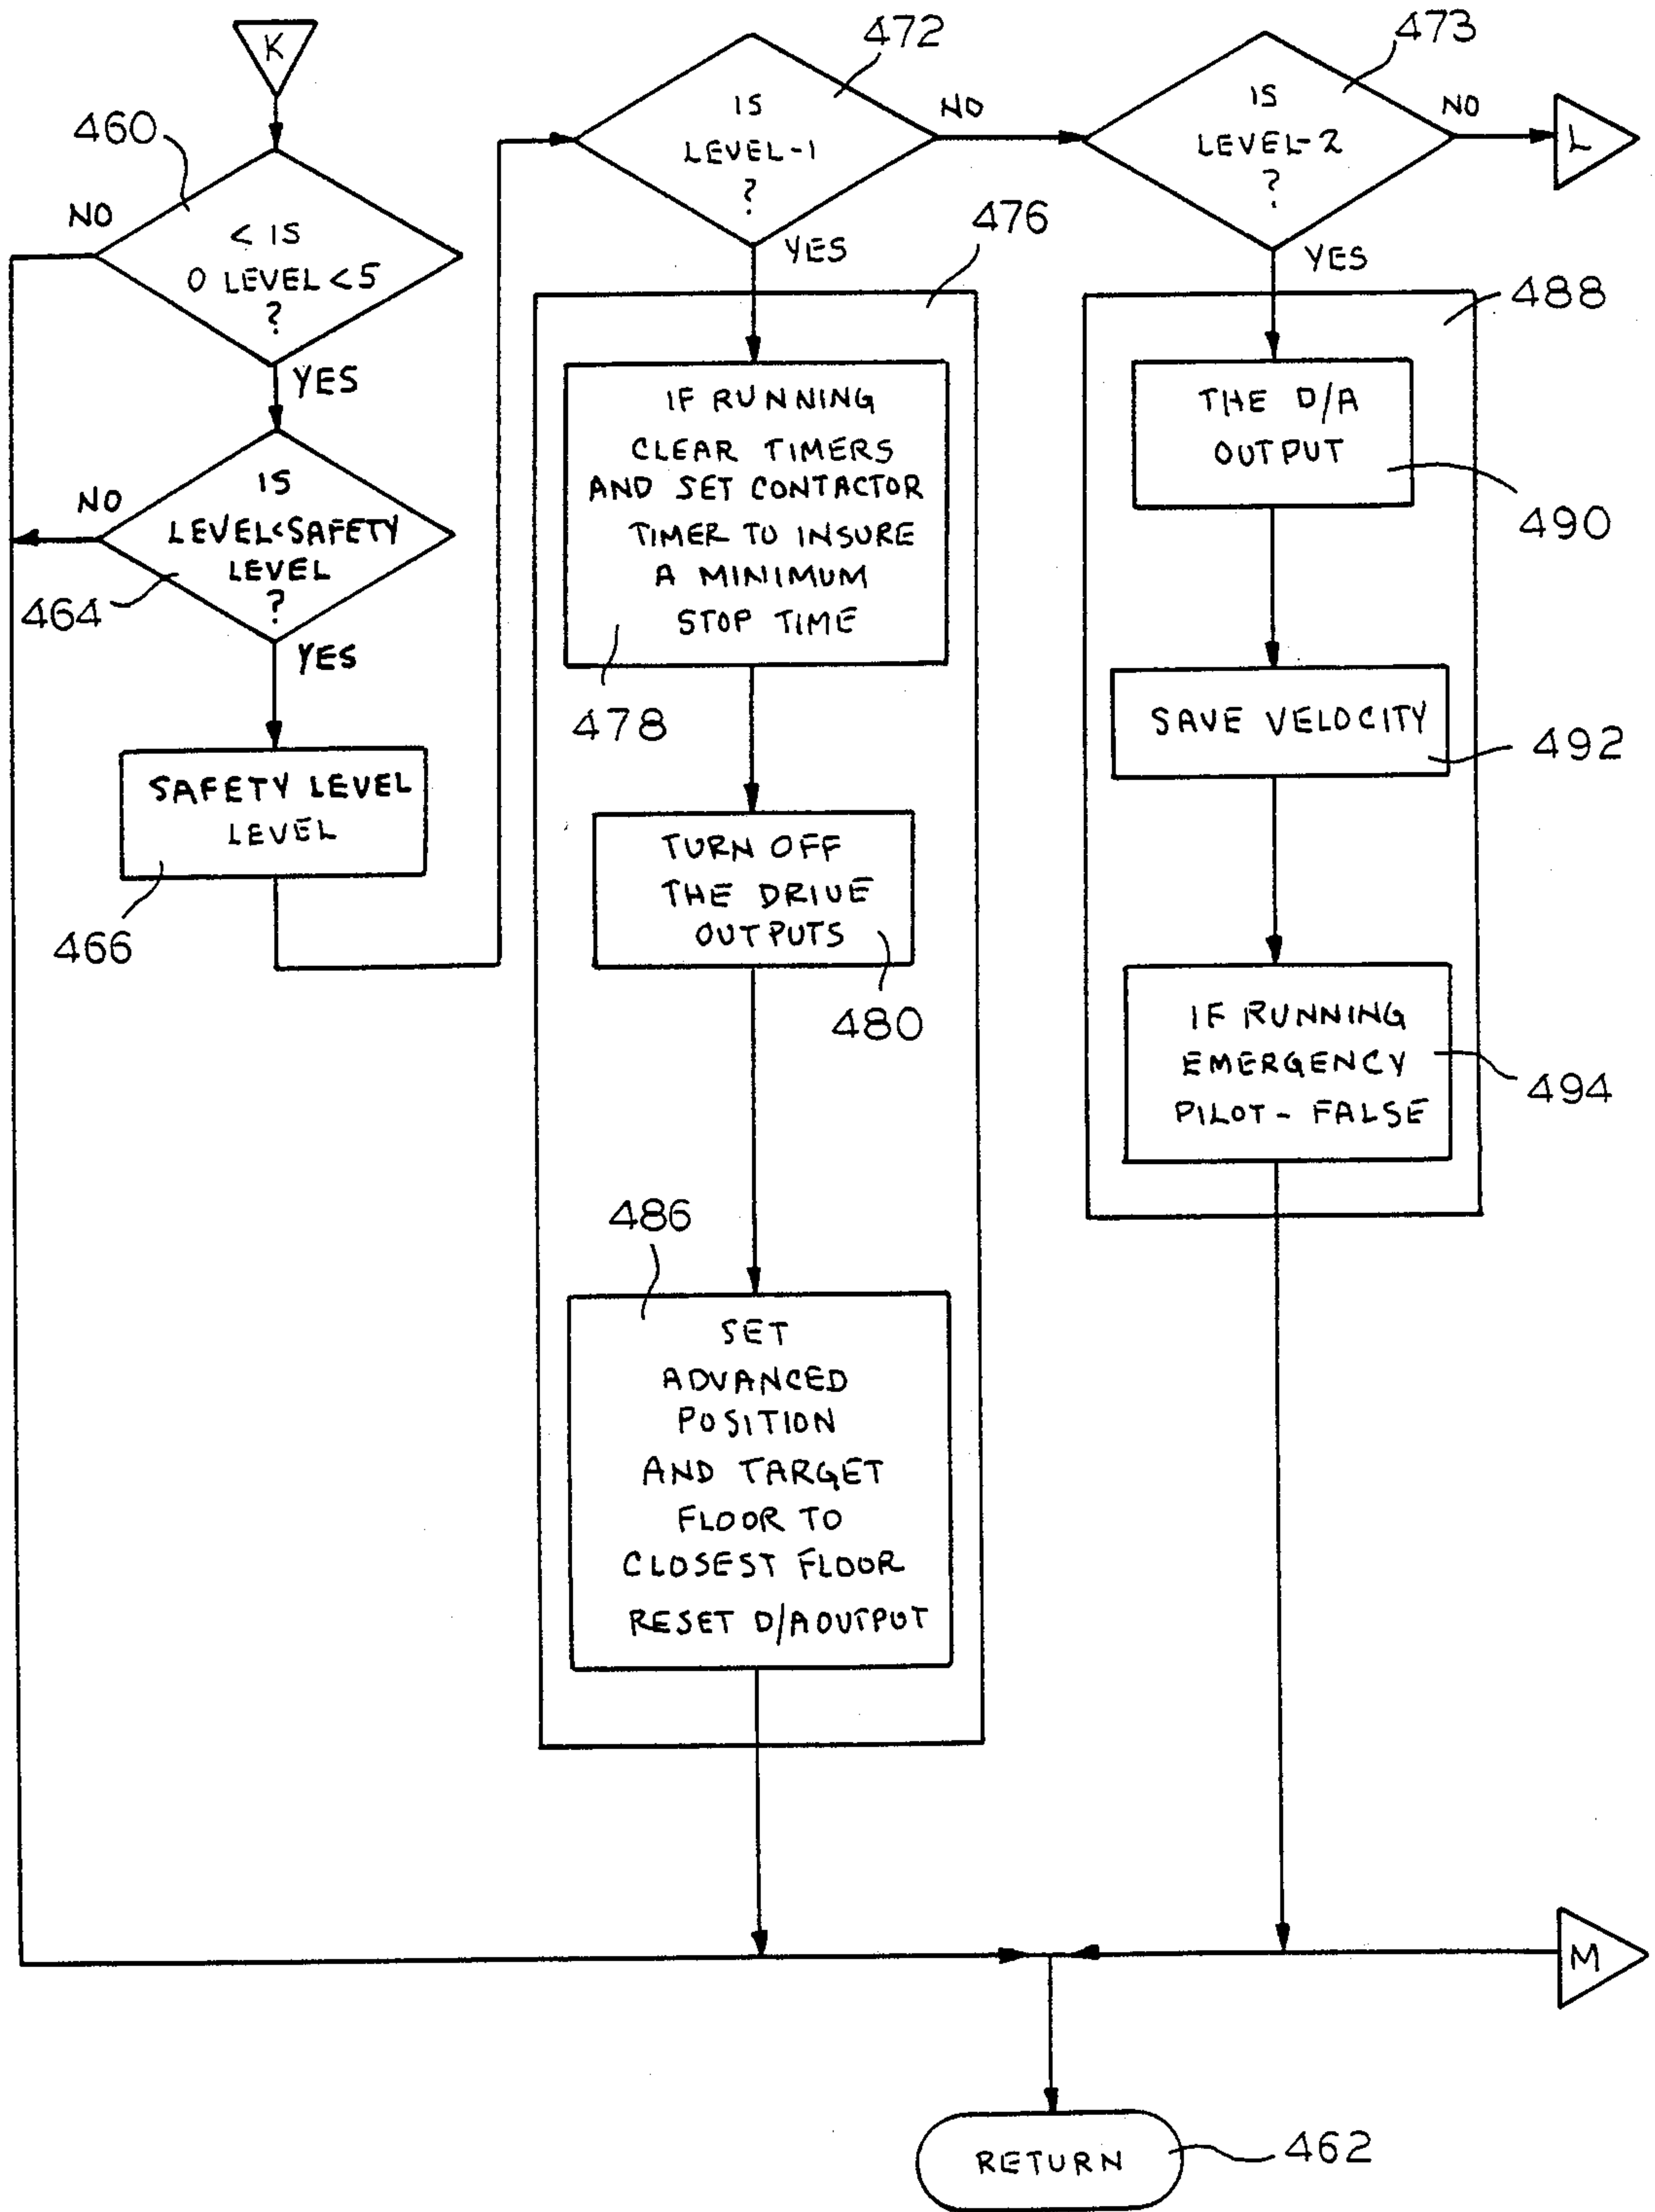 K
460
NO
< IS
0 LEVEL < 5
?
YES
NO
IS
LEVEL<SAFETY
LEVEL
?
464
YES
SAFETY LEVEL
LEVEL
466
472
IS
LEVEL-1
?
NO
YES
476
IF RUNNING
CLEAR TIMERS
AND SET CONTACTOR
TIMER TO INSURE
A MINIMUM
STOP TIME
478
TURN OFF
THE DRIVE
OUTPUTS
480
486
SET
ADVANCED
POSITION
AND TARGET
FLOOR TO
CLOSEST FLOOR
RESET D/A OUTPUT
473
IS
LEVEL-2
?
NO
L
YES
488
THE D/A
OUTPUT
490
SAVE VELOCITY
492
IF RUNNING
EMERGENCY
PILOT- FALSE
494
M
RETURN
462